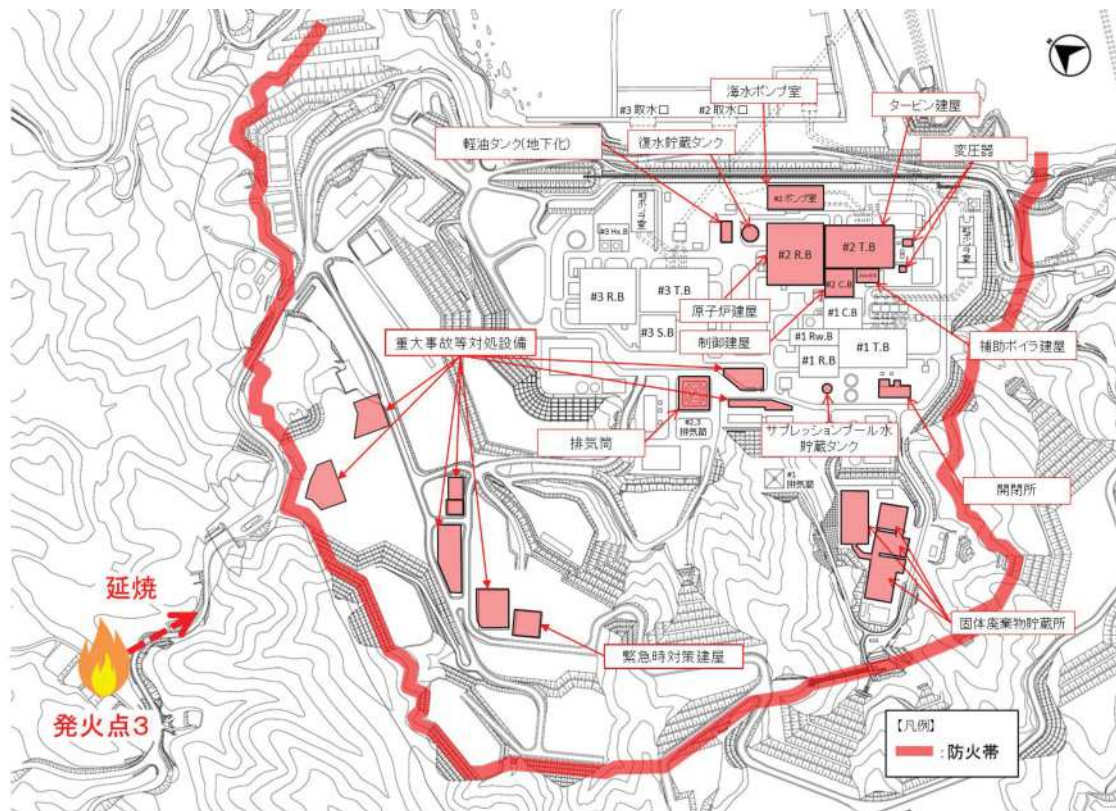 海水ポンプ室
タービン建屋
#3 取水口
#2 取水口
軽油タンク(地下化)
復水貯蔵タンク
変圧器
#2 ポンプ室
#3 Hx.B
#2 R.B
#2 T.B
#3 R.B
#3 T.B
#2 C.B
原子炉建屋
#1 C.B
#3 S.B
制御建屋
#1 Rw.B
#1 R.B
#1 T.B
補助ボイラ建屋
重大事故等対処設備
#2,3
排気筒
排気筒
サプレッションプール水
貯蔵タンク
#1
排気筒
開閉所
延焼
固体廃棄物貯蔵所
緊急時対策建屋
発火点3
【凡例】
:防火帯